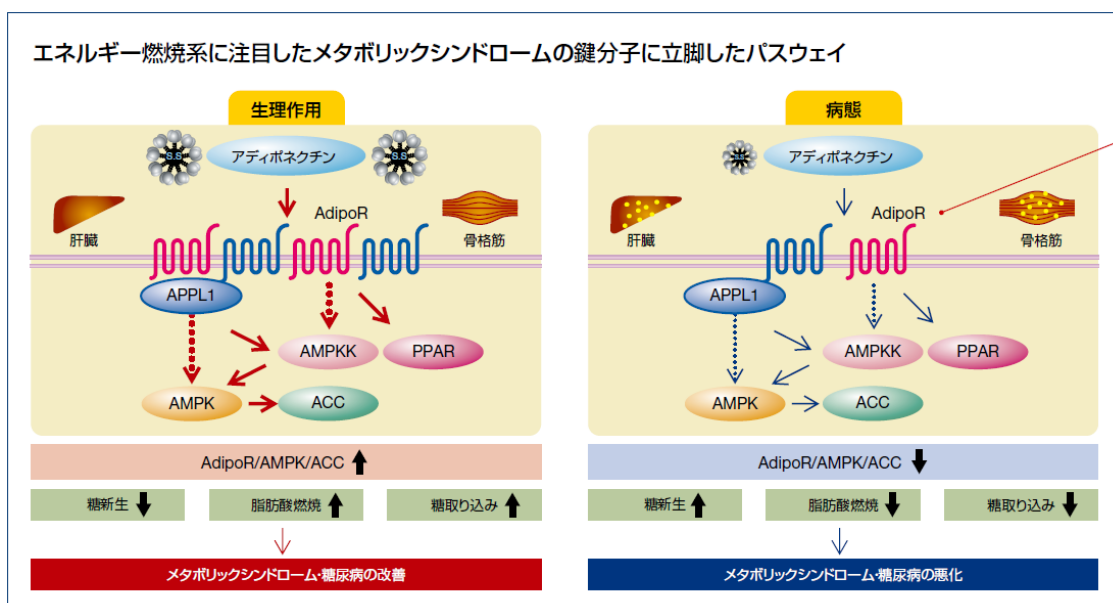 エネルギー燃焼系に注目したメタボリックシンドロームの鍵分子に立脚したパスウェイ
生理作用
S.S
アディポネクチン
S.S
AdipoR
肝臓
骨格筋
APPL1
AMPKK
PPAR
AMPK
ACC
AdipoR/AMPK/ACC
糖新生
脂肪酸燃焼
糖取り込み
メタボリックシンドローム・糖尿病の改善
病態
S.S
アディポネクチン
AdipoR
肝臓
骨格筋
APPL1
AMPKK
PPAR
AMPK
ACC
AdipoR/AMPK/ACC
糖新生
脂肪酸燃焼
糖取り込み
メタボリックシンドローム・糖尿病の悪化